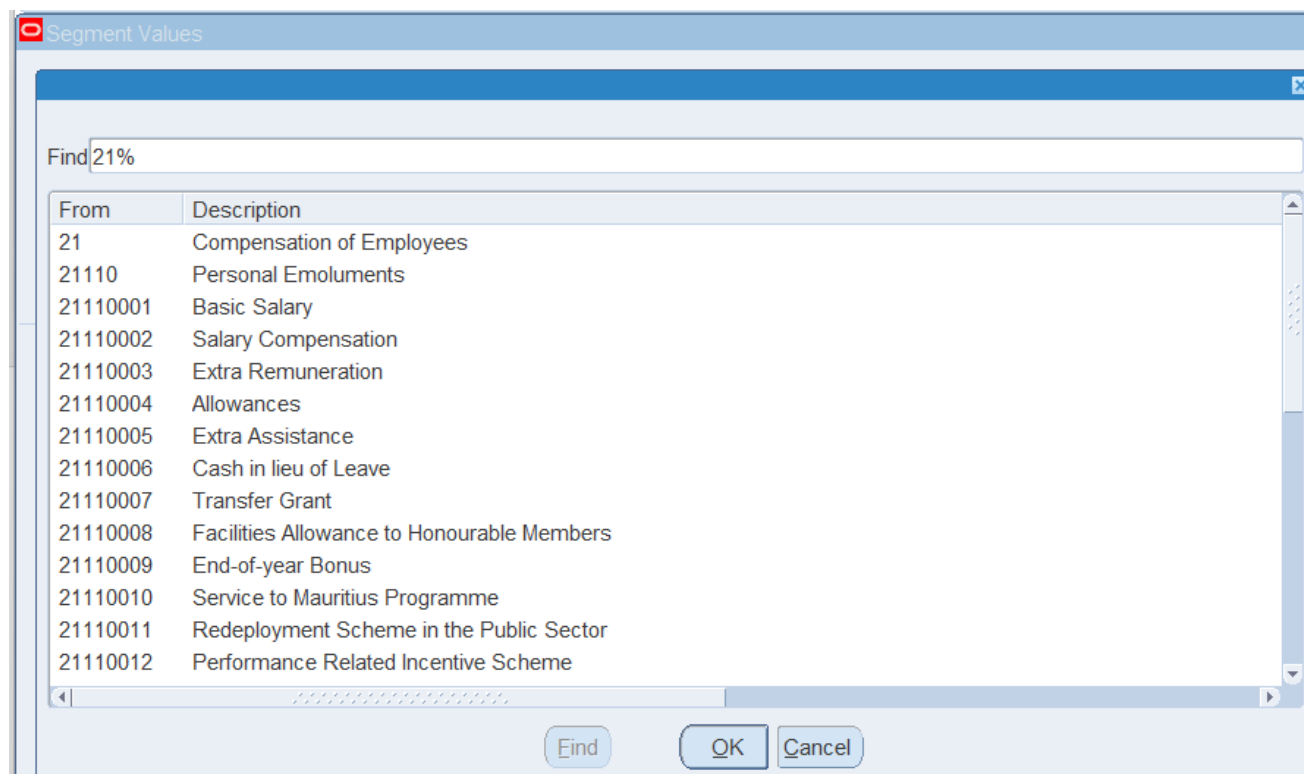 Segment Values
Find 21%
From Description
21 Compensation of Employees
21110 Personal Emoluments
21110001 Basic Salary
21110002 Salary Compensation
21110003 Extra Remuneration
21110004 Allowances
21110005 Extra Assistance
21110006 Cash in lieu of Leave
21110007 Transfer Grant
21110008 Facilities Allowance to Honourable Members
21110009 End-of-year Bonus
21110010 Service to Mauritius Programme
21110011 Redeployment Scheme in the Public Sector
21110012 Performance Related Incentive Scheme
Find OK Cancel